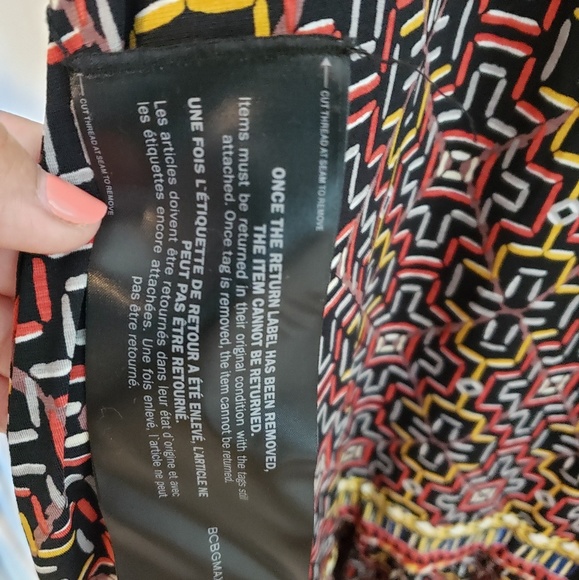 CUT THREAD AT SEAM TO REMOVE
ONCE THE RETURN LABEL HAS BEEN REMOVED,
THE ITEM CANNOT BE RETURNED.
Items must be returned in their original condition with the tags still
attached. Once tag is removed, the item cannot be returned.
UNE FOIS L'ÉTIQUETTE DE RETOUR A ÉTÉ ENLEVÉ, L'ARTICLE NE
PEUT PAS ÊTRE RETOURNÉ.
Les articles doivent être retournés dans leur état d'origine et avec
les étiquettes encore attachées. Une fois enlevé, l'article ne peut
pas être retourné.
CUT THREAD AT SEAM TO REMOVE
BCBGMAX